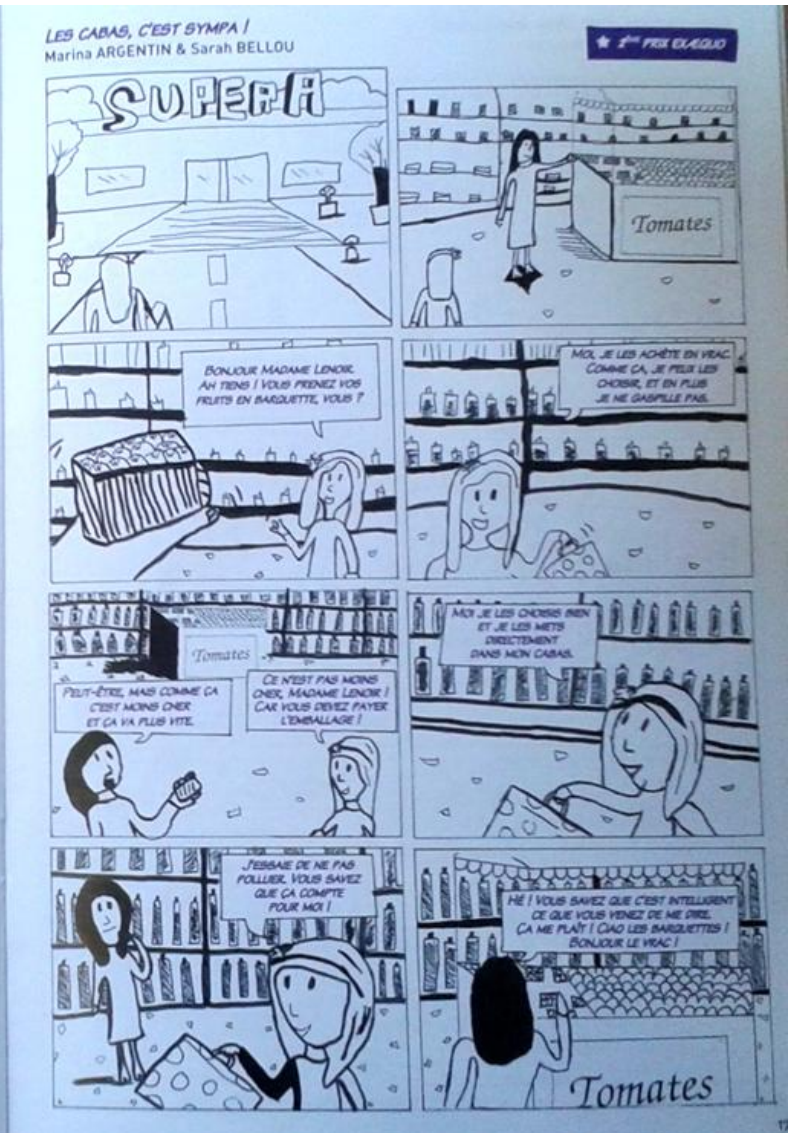 LES CABAS, C'EST SYMPA !
Marina ARGENTIN & Sarah BELLOU
★ 1ER PRIX EXÆQUO
SUPERA
Tomates
BONJOUR MADAME LENOIR.
AH TIENS ! VOUS PRENEZ VOS
FRUITS EN BARQUETTE, VOUS ?
MOI, JE LES ACHÈTE EN VRAC.
COMME ÇA, JE PEUX LES
CHOISIR, ET EN PLUS
JE NE GASPILLE PAS.
Tomates
PEUT-ÊTRE, MAIS COMME ÇA
C'EST MOINS CHER
ET ÇA VA PLUS VITE.
CE N'EST PAS MOINS
CHER, MADAME LENOIR !
CAR VOUS DEVEZ PAYER
L'EMBALLAGE !
MOI JE LES CHOISIS BIEN
ET JE LES METS
DIRECTEMENT
DANS MON CABAS.
J'ESSAIE DE NE PAS
POLLUER. VOUS SAVEZ
QUE ÇA COMPTE
POUR MOI !
HÉ ! VOUS SAVEZ QUE C'EST INTELLIGENT
CE QUE VOUS VENEZ DE ME DIRE.
ÇA ME PLAÎT ! CIAO LES BARQUETTES !
BONJOUR LE VRAC !
Tomates
17